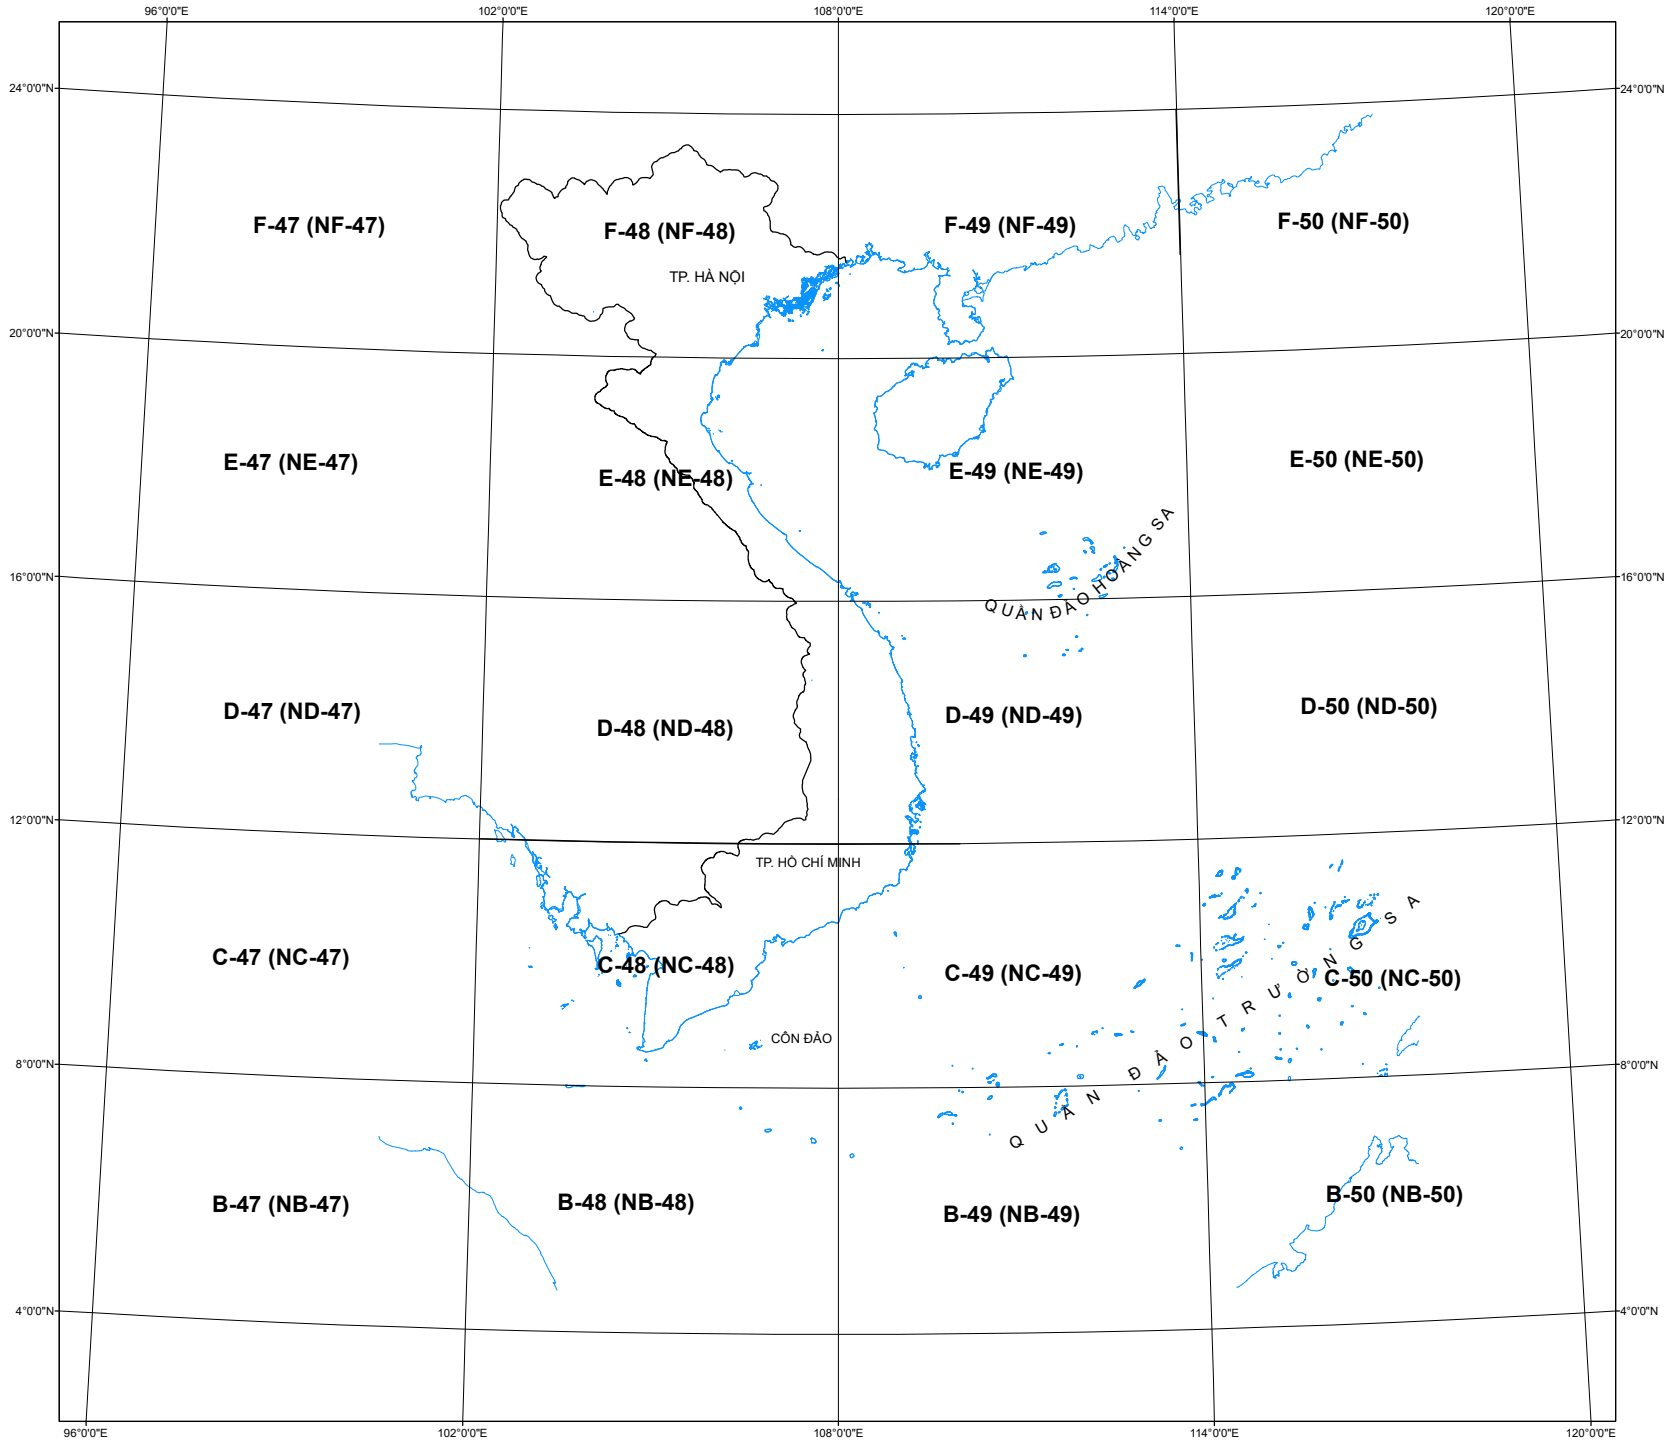 96°0'0"E 102°0'0"E 108°0'0"E 114°0'0"E 120°0'0"E
24°0'0"N 24°0'0"N
F-47 (NF-47) F-48 (NF-48) F-49 (NF-49) F-50 (NF-50)
TP. HÀ NỘI
20°0'0"N 20°0'0"N
E-47 (NE-47) E-48 (NE-48) E-49 (NE-49) E-50 (NE-50)
QUẦN ĐẢO HOÀNG SA
16°0'0"N 16°0'0"N
D-47 (ND-47) D-48 (ND-48) D-49 (ND-49) D-50 (ND-50)
12°0'0"N 12°0'0"N
TP. HỒ CHÍ MINH
C-47 (NC-47) C-48 (NC-48) C-49 (NC-49) C-50 (NC-50)
QUẦN ĐẢO TRƯỜNG SA
CÔN ĐẢO
8°0'0"N 8°0'0"N
B-47 (NB-47) B-48 (NB-48) B-49 (NB-49) B-50 (NB-50)
4°0'0"N 4°0'0"N
96°0'0"E 102°0'0"E 108°0'0"E 114°0'0"E 120°0'0"E